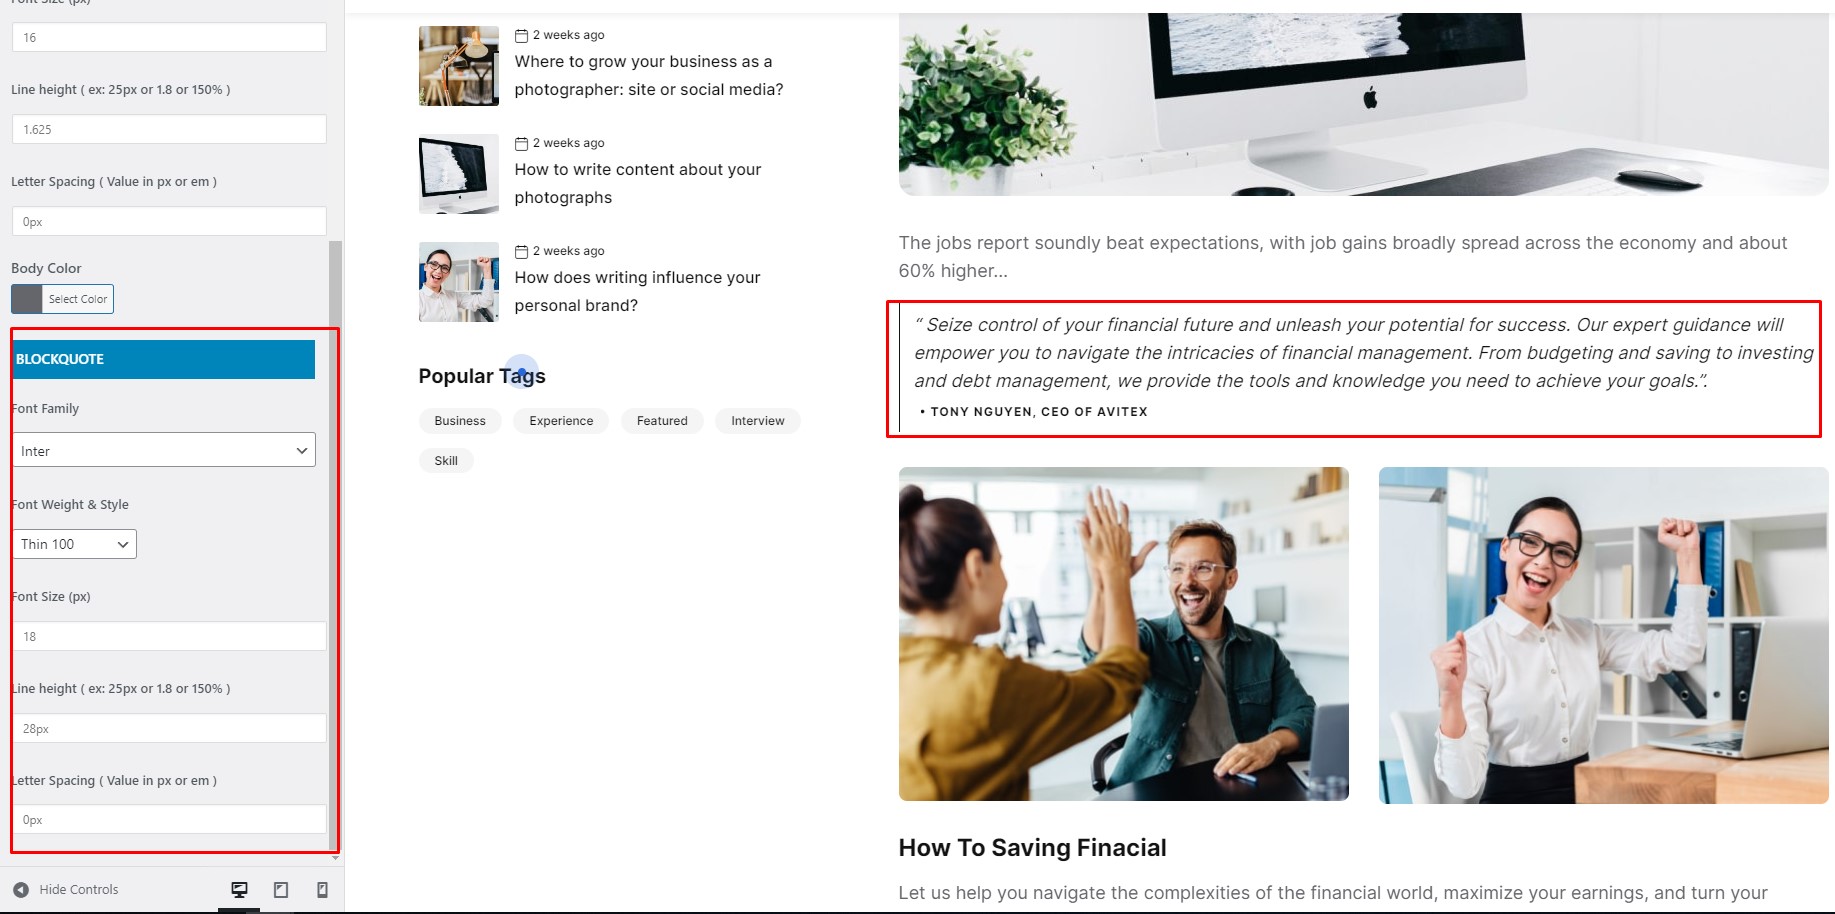 Font Size (px)
16
Line height ( ex: 25px or 1.8 or 150% )
1.625
Letter Spacing ( Value in px or em )
0px
Body Color
Select Color
BLOCKQUOTE
Font Family
Inter
Font Weight & Style
Thin 100
Font Size (px)
18
Line height ( ex: 25px or 1.8 or 150% )
28px
Letter Spacing ( Value in px or em )
0px
Hide Controls
2 weeks ago
Where to grow your business as a
photographer: site or social media?
2 weeks ago
How to write content about your
photographs
2 weeks ago
How does writing influence your
personal brand?
Popular Tags
Business Experience Featured Interview
Skill
The jobs report soundly beat expectations, with job gains broadly spread across the economy and about
60% higher...
“ Seize control of your financial future and unleash your potential for success. Our expert guidance will
empower you to navigate the intricacies of financial management. From budgeting and saving to investing
and debt management, we provide the tools and knowledge you need to achieve your goals.”.
• TONY NGUYEN, CEO OF AVITEX
How To Saving Finacial
Let us help you navigate the complexities of the financial world, maximize your earnings, and turn your